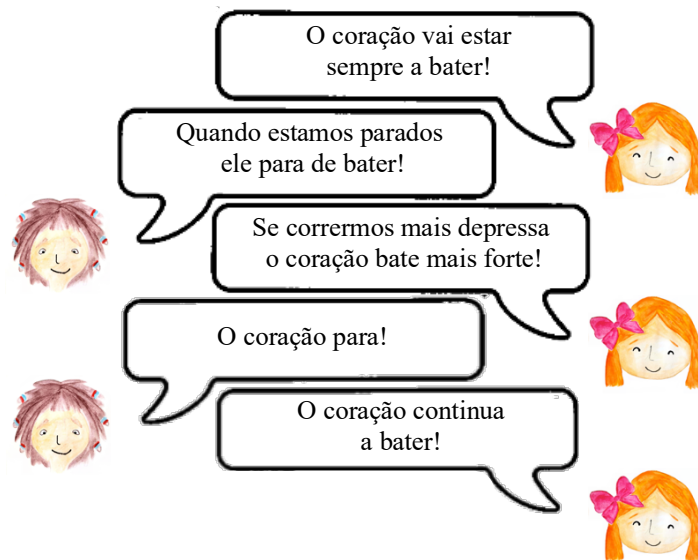 O coração vai estar
sempre a bater!
Quando estamos parados
ele para de bater!
Se corrermos mais depressa
o coração bate mais forte!
O coração para!
O coração continua
a bater!